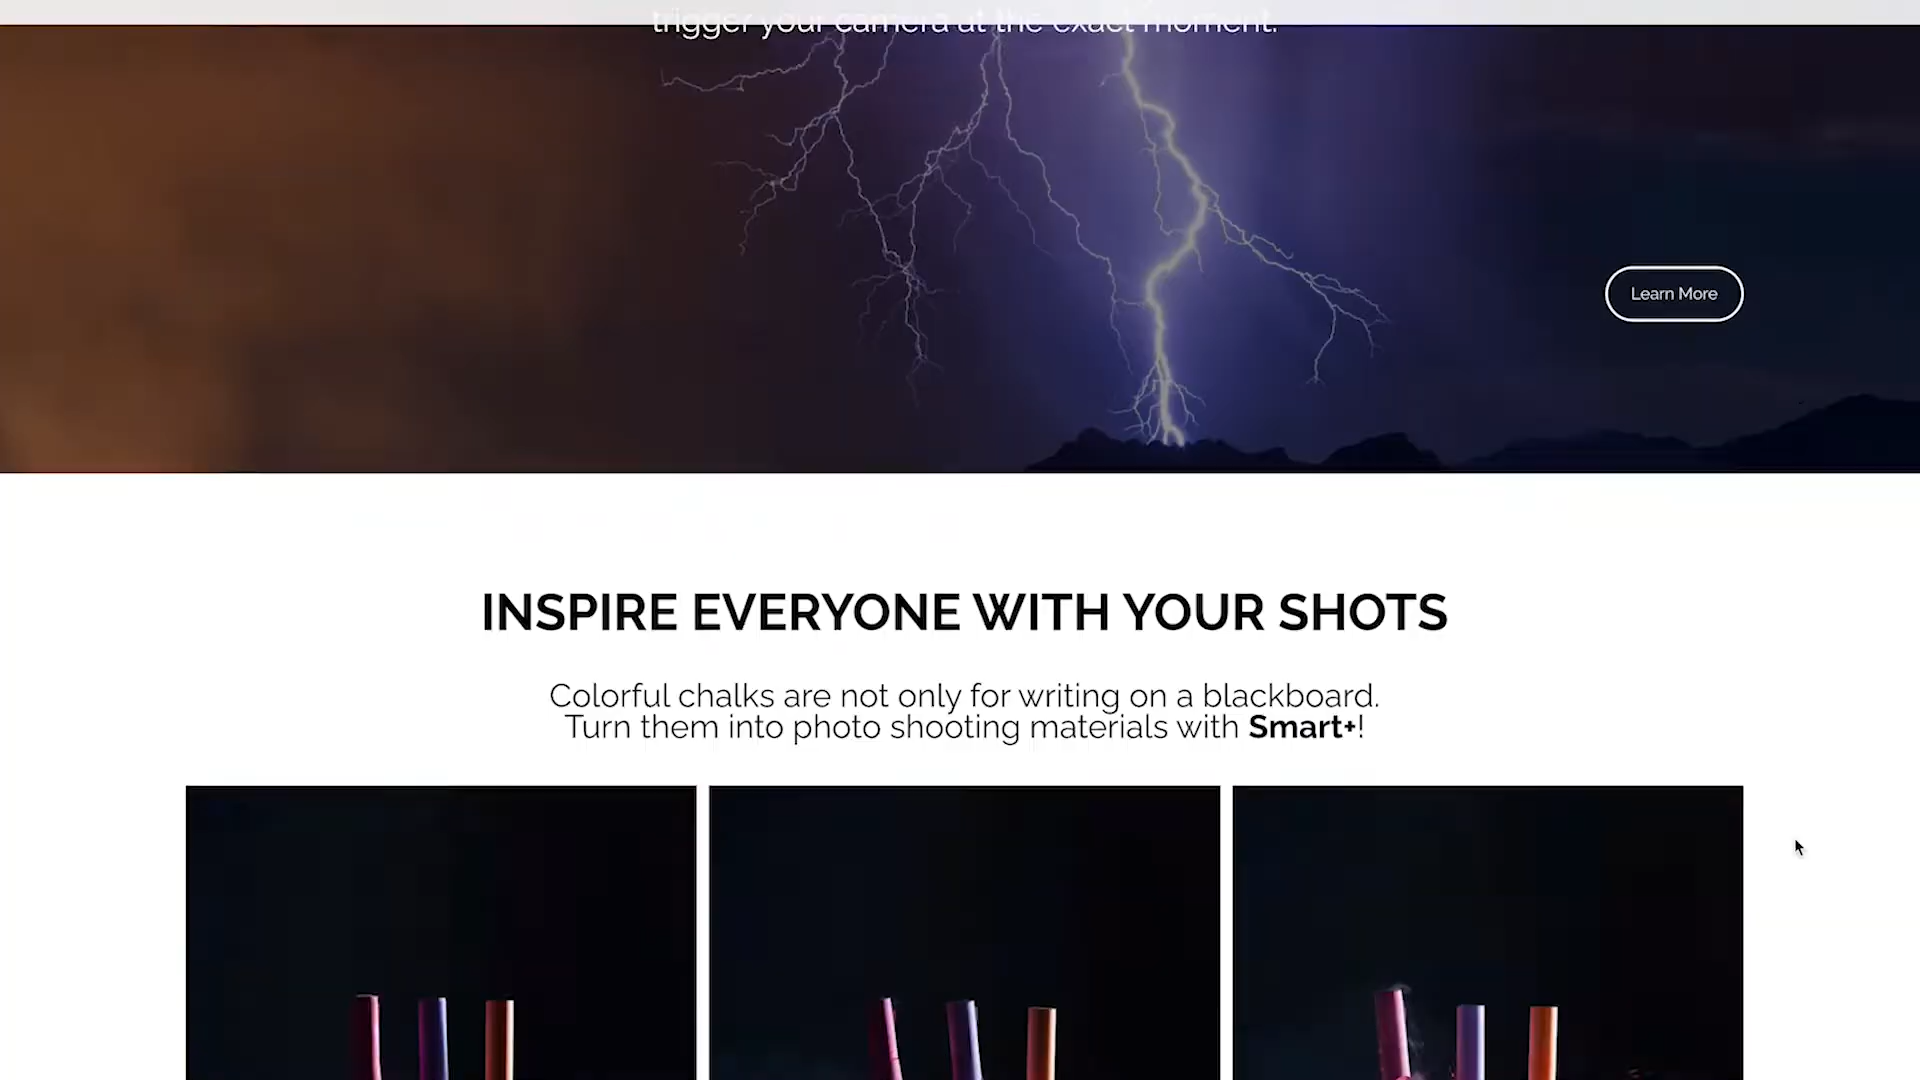 trigger your camera at the exact moment.
Learn More
INSPIRE EVERYONE WITH YOUR SHOTS
Colorful chalks are not only for writing on a blackboard.
Turn them into photo shooting materials with Smart+!